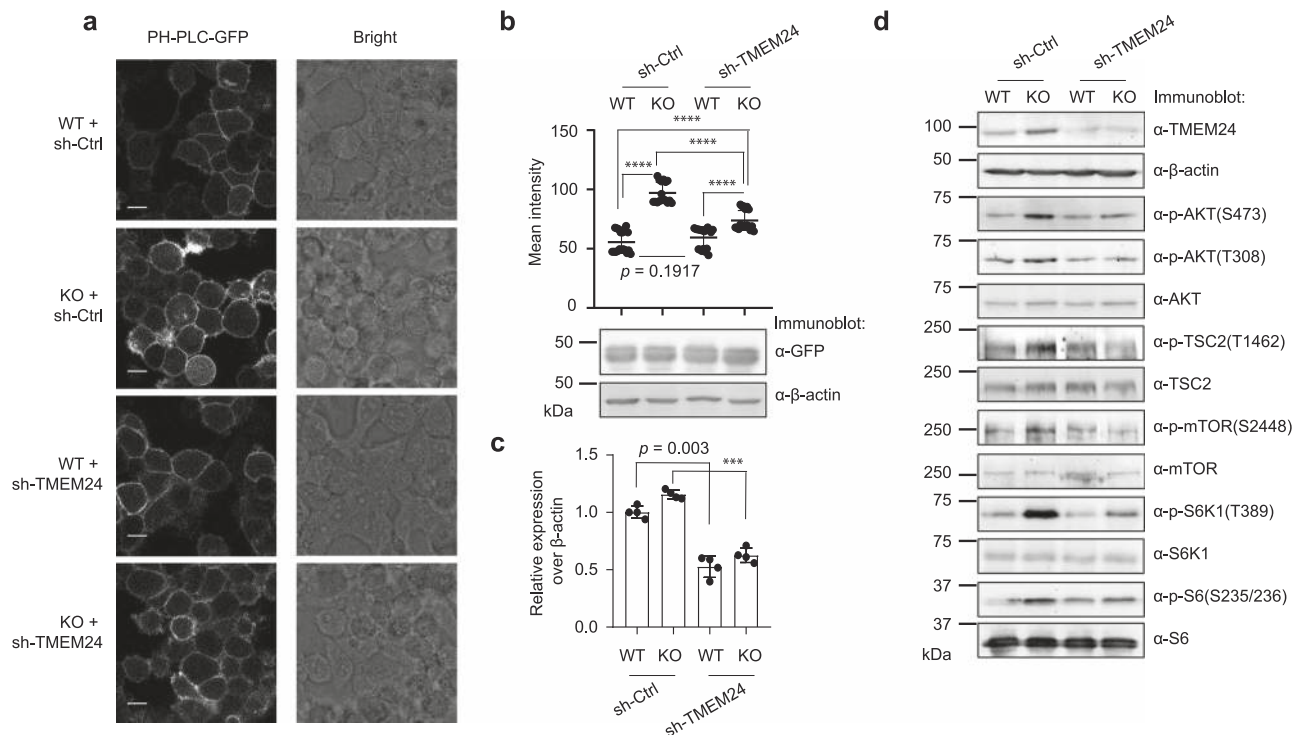 a
PH-PLC-GFP
Bright
WT +
sh-Ctrl
KO +
sh-Ctrl
WT +
sh-TMEM24
KO +
sh-TMEM24
b
sh-Ctrl
sh-TMEM24
WT KO WT KO
Mean intensity
150
100
50
0
****
****
****
****
p = 0.1917
Immunoblot:
50
α-GFP
50
α-β-actin
kDa
c
Relative expression
over β-actin
1.5
1.0
0.5
0.0
p = 0.003
***
WT KO WT KO
sh-Ctrl
sh-TMEM24
d
sh-Ctrl
sh-TMEM24
WT KO WT KO
Immunoblot:
100 α-TMEM24
50 α-β-actin
75 α-p-AKT(S473)
75 α-p-AKT(T308)
75 α-AKT
250 α-p-TSC2(T1462)
250 α-TSC2
250 α-p-mTOR(S2448)
250 α-mTOR
75 α-p-S6K1(T389)
75 α-S6K1
37 α-p-S6(S235/236)
37 α-S6
kDa